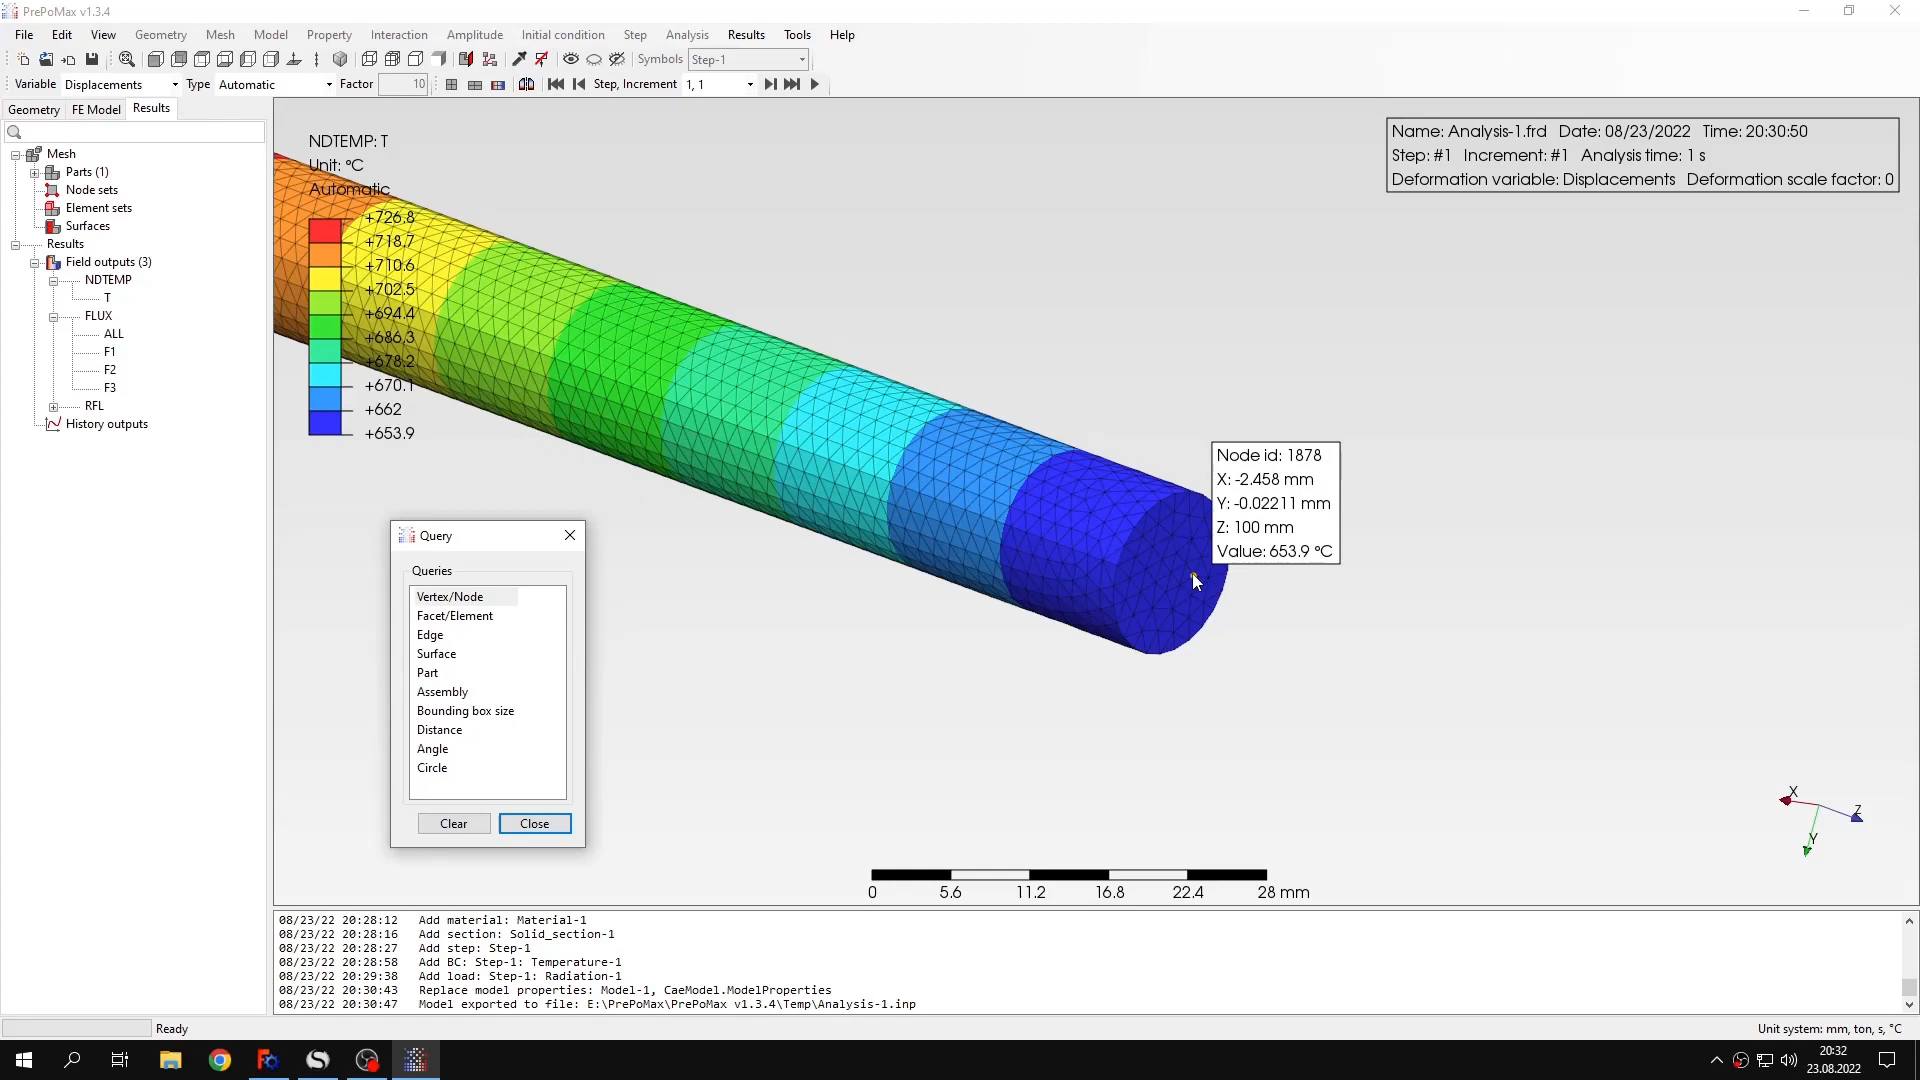 PrePoMax v1.3.4
File Edit View Geometry Mesh Model Property Interaction Amplitude Initial condition Step Analysis Results Tools Help
Symbols Step-1
Variable Displacements Type Automatic Factor 10 Step, Increment 1, 1
Geometry FE Model Results
Mesh
Parts (1)
Node sets
Element sets
Surfaces
Results
Field outputs (3)
NDTEMP
T
FLUX
ALL
F1
F2
F3
RFL
History outputs
NDTEMP: T
Unit: °C
Automatic
+726.8
+718.7
+710.6
+702.5
+694.4
+686.3
+678.2
+670.1
+662
+653.9
Name: Analysis-1.frd Date: 08/23/2022 Time: 20:30:50
Step: #1 Increment: #1 Analysis time: 1 s
Deformation variable: Displacements Deformation scale factor: 0
Node id: 1878
X: -2.458 mm
Y: -0.02211 mm
Z: 100 mm
Value: 653.9 °C
Query
Queries
Vertex/Node
Facet/Element
Edge
Surface
Part
Assembly
Bounding box size
Distance
Angle
Circle
Clear Close
X
Z
Y
0 5.6 11.2 16.8 22.4 28 mm
08/23/22 20:28:12 Add material: Material-1
08/23/22 20:28:16 Add section: Solid_section-1
08/23/22 20:28:27 Add step: Step-1
08/23/22 20:28:58 Add BC: Step-1: Temperature-1
08/23/22 20:29:38 Add load: Step-1: Radiation-1
08/23/22 20:30:43 Replace model properties: Model-1, CaeModel.ModelProperties
08/23/22 20:30:47 Model exported to file: E:\PrePoMax\PrePoMax v1.3.4\Temp\Analysis-1.inp
Ready
Unit system: mm, ton, s, °C
20:32
23.08.2022